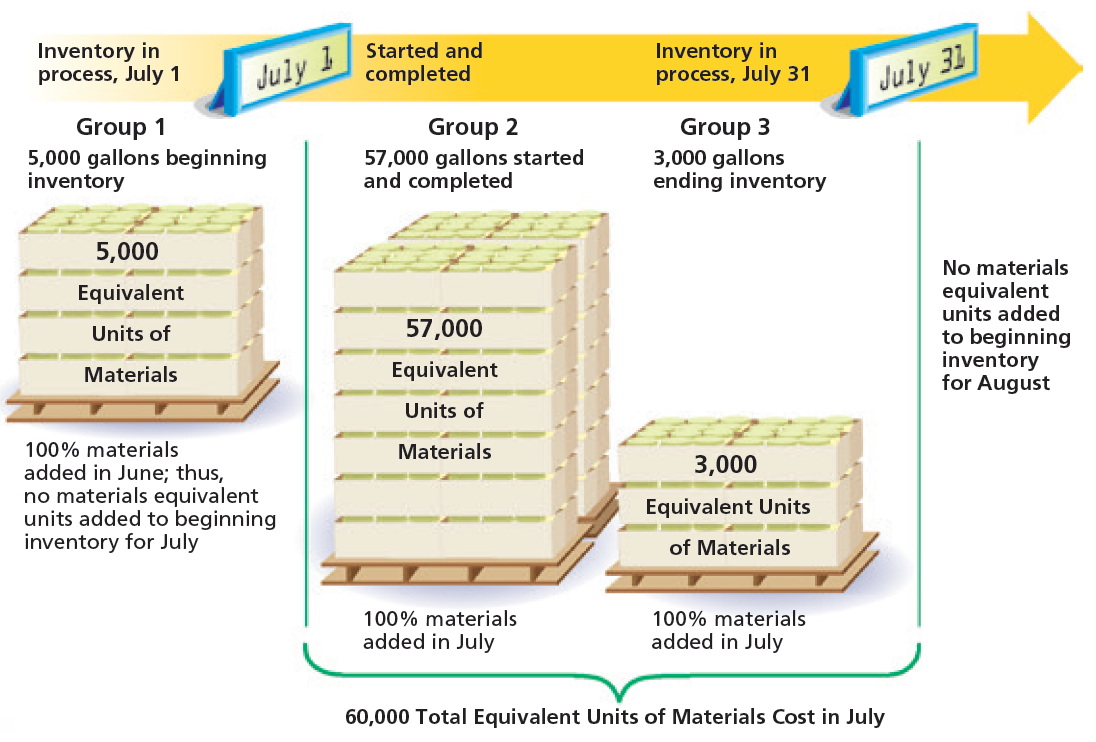 Inventory in
process, July 1
July 1
Started and
completed
Inventory in
process, July 31
July 31
Group 1
5,000 gallons beginning
inventory
5,000
Equivalent
Units of
Materials
100% materials
added in June; thus,
no materials equivalent
units added to beginning
inventory for July
Group 2
57,000 gallons started
and completed
57,000
Equivalent
Units of
Materials
100% materials
added in July
Group 3
3,000 gallons
ending inventory
3,000
Equivalent Units
of Materials
100% materials
added in July
No materials
equivalent
units added
to beginning
inventory
for August
60,000 Total Equivalent Units of Materials Cost in July